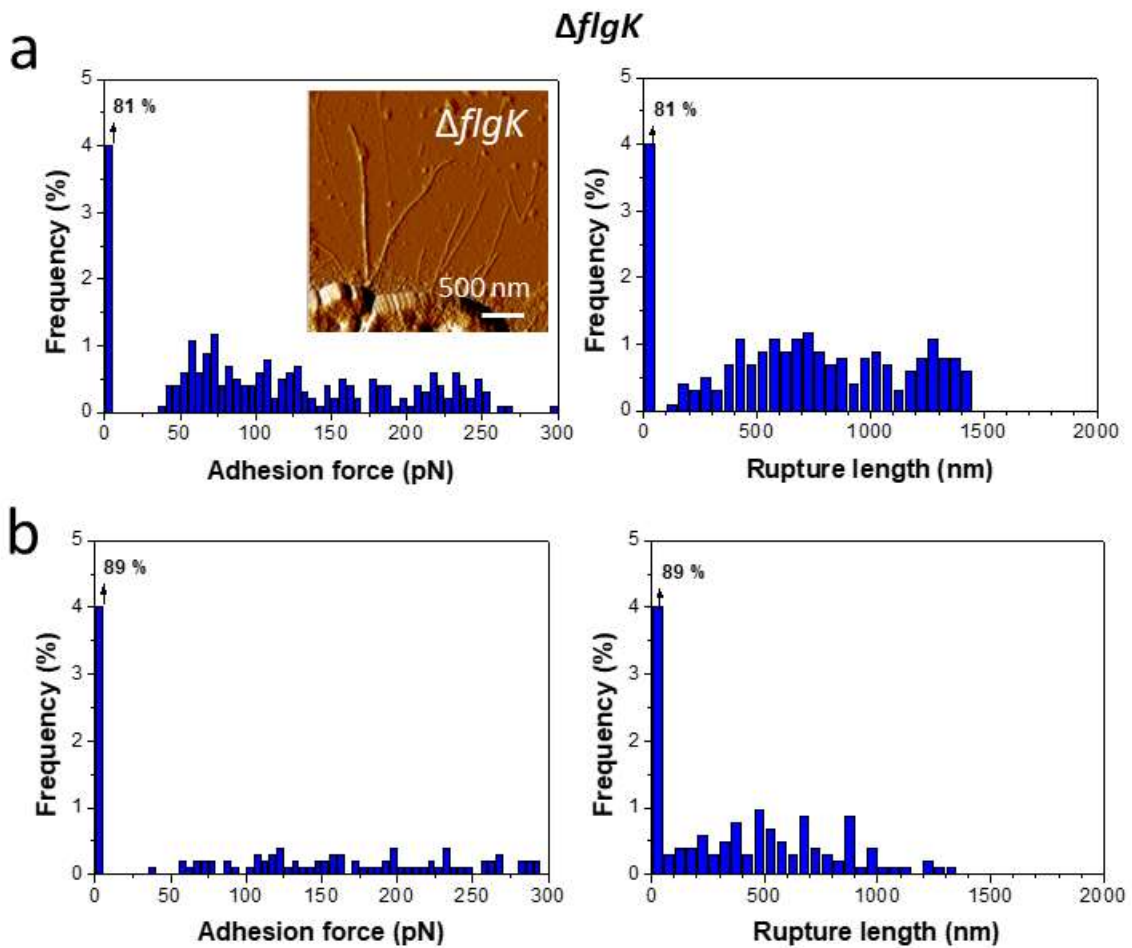 ΔflgK
a
5
4
3
2
1
0
81 %
Frequency (%)
ΔflgK
500 nm
0 50 100 150 200 250 300
Adhesion force (pN)
5
4
3
2
1
0
81 %
Frequency (%)
0 500 1000 1500 2000
Rupture length (nm)
b
5
4
3
2
1
0
89 %
Frequency (%)
0 50 100 150 200 250 300
Adhesion force (pN)
5
4
3
2
1
0
89 %
Frequency (%)
0 500 1000 1500 2000
Rupture length (nm)